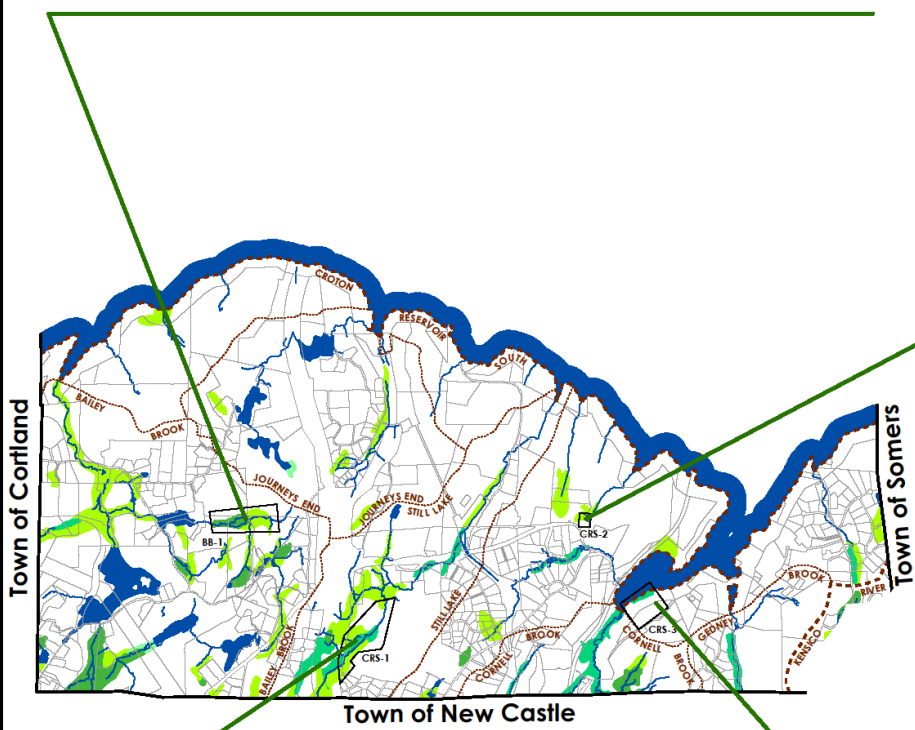 CROTON
RESERVOIR
SOUTH
BAILEY
BROOK
JOURNEYS END
JOURNEYS END
STILL LAKE
BB-1
CRS-2
STILL LAKE
BROOK
CORNELL
CRS-1
BAILEY BROOK
CRS-3
CORNELL
BROOK
GEDNEY
BROOK
KENSICO
RIVER
Town of Cortland
Town of Somers
Town of New Castle